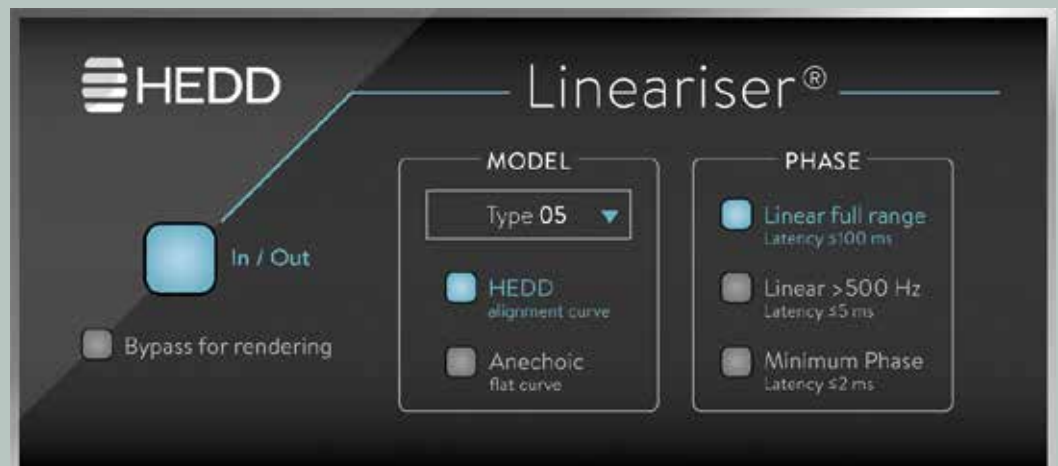 HEDD
Lineariser®
In / Out
Bypass for rendering
MODEL
Type 05
HEDD
alignment curve
Anechoic
flat curve
PHASE
Linear full range
Latency ≤100 ms
Linear >500 Hz
Latency ≤5 ms
Minimum Phase
Latency ≤2 ms